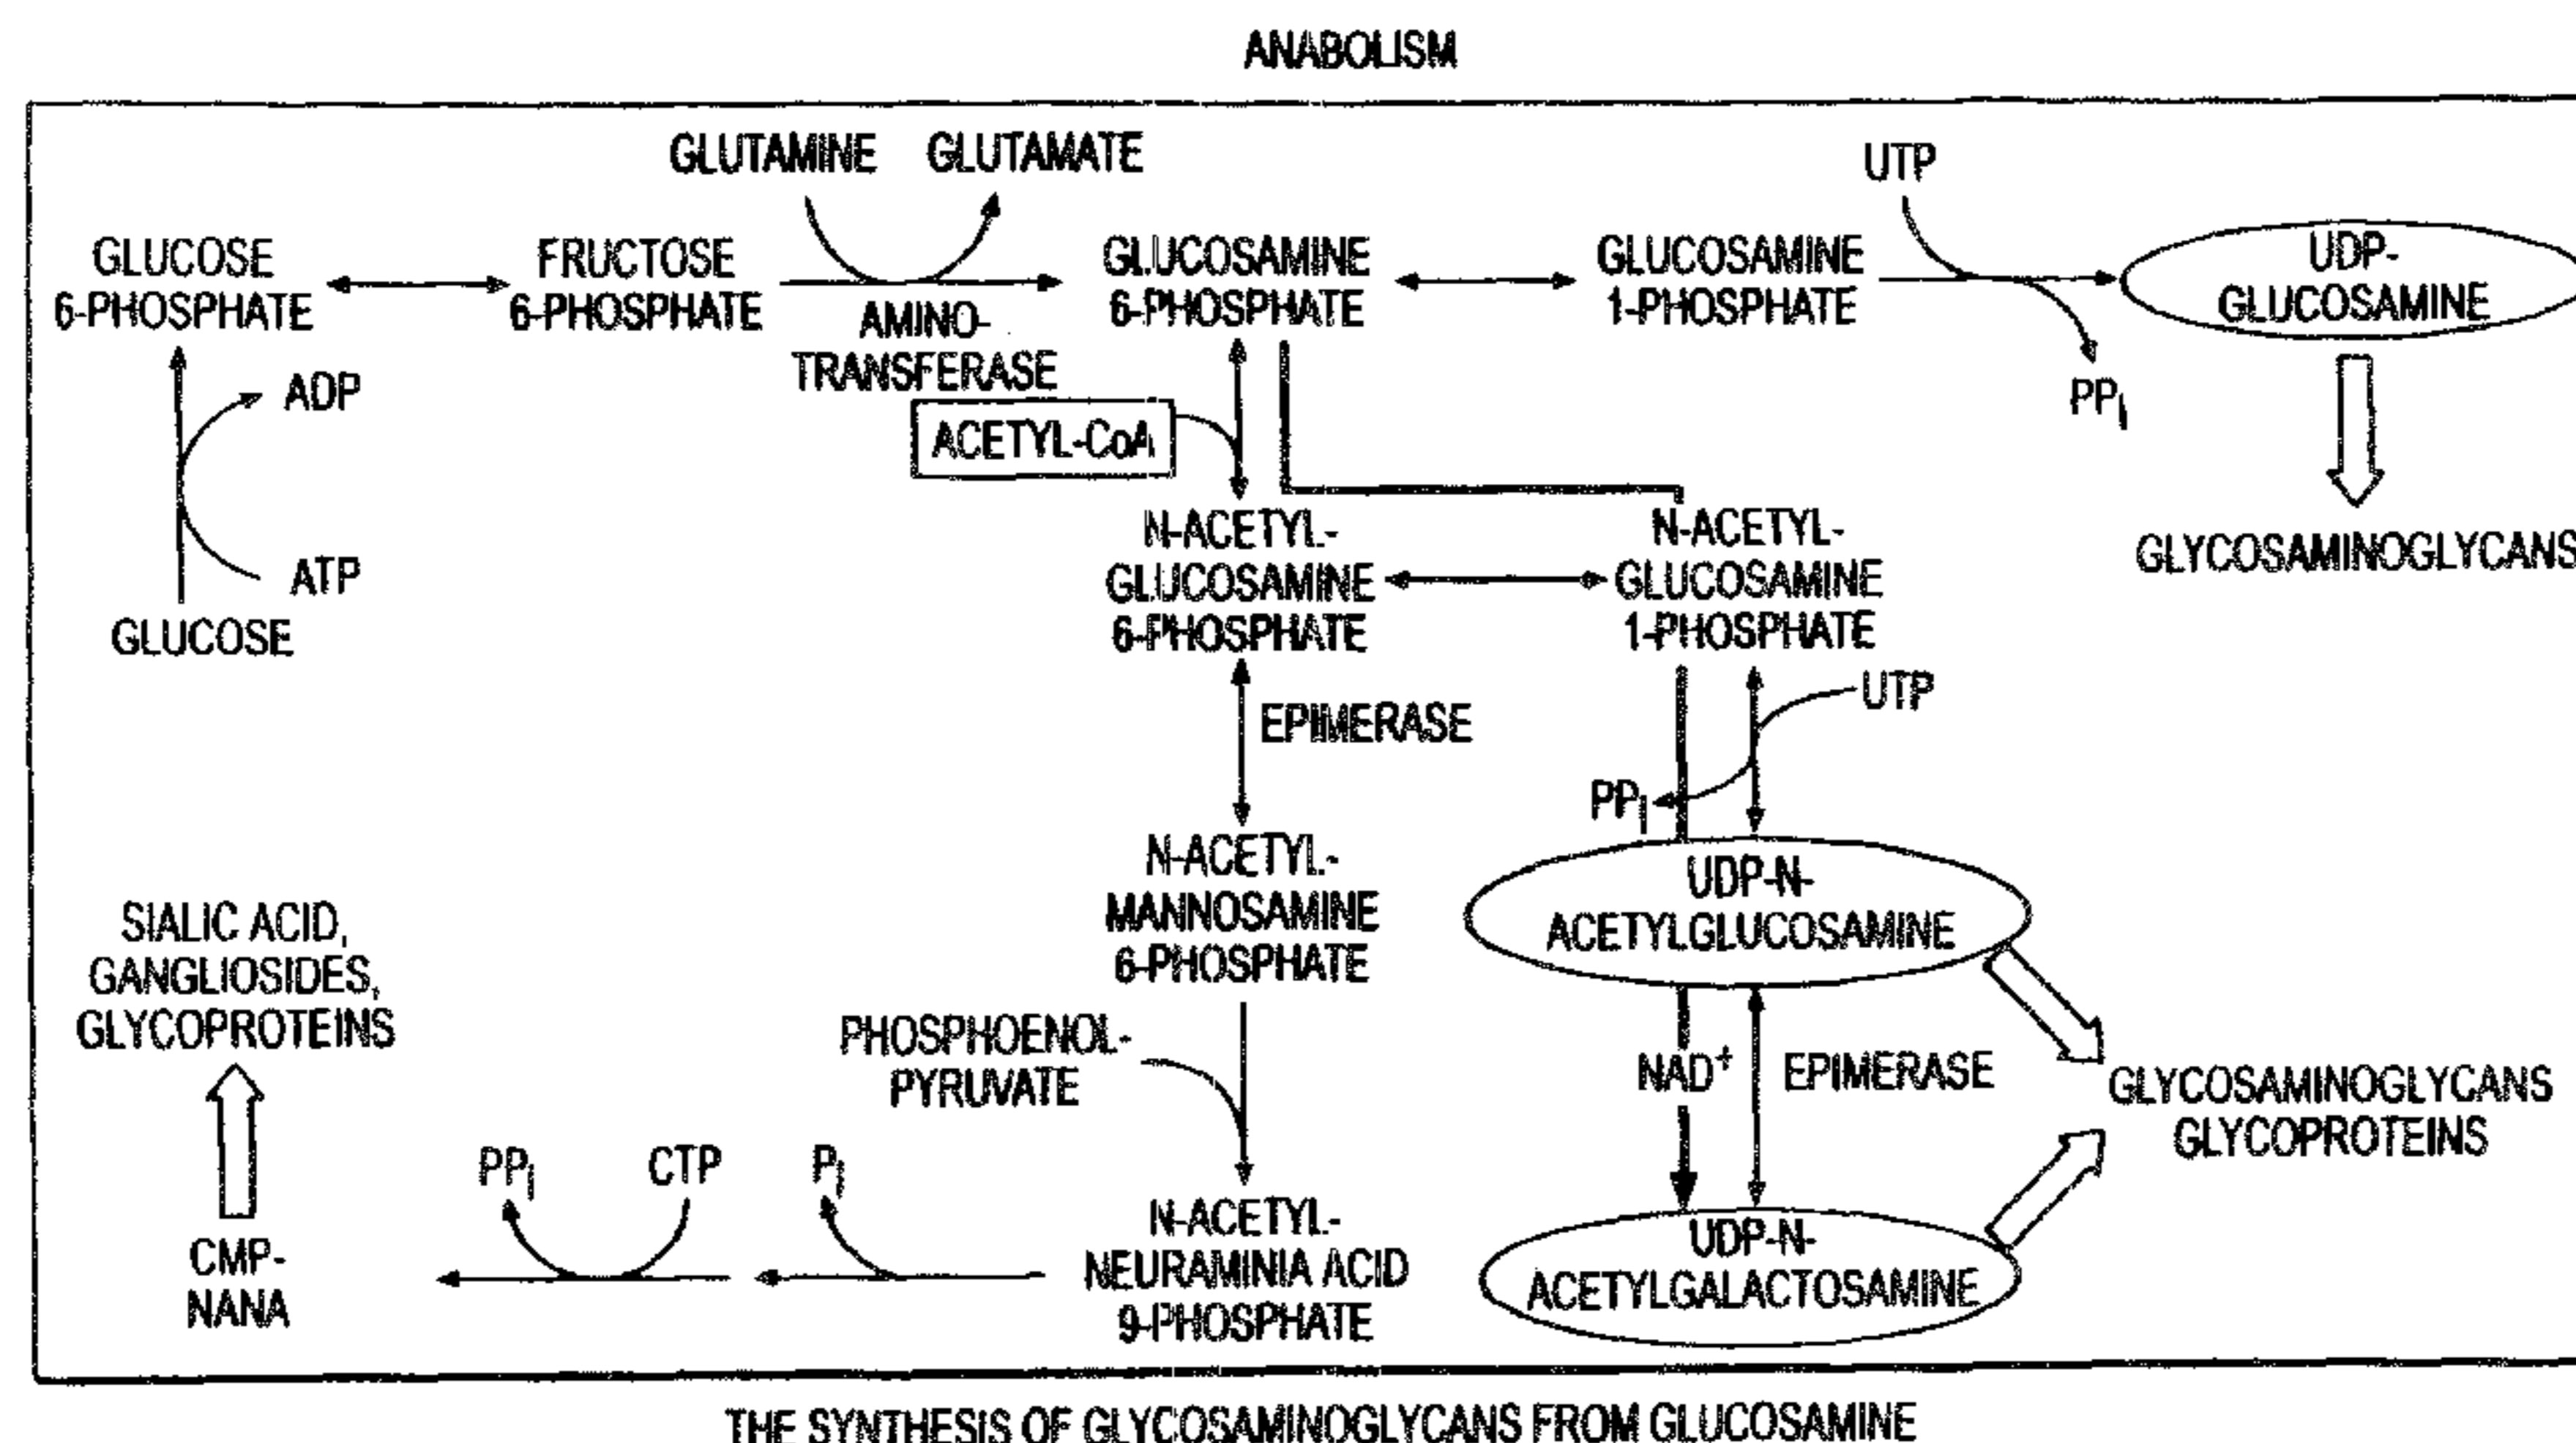 ANABOLISM
GLUTAMINE
GLUTAMATE
UTP
GLUCOSE
6-PHOSPHATE
FRUCTOSE
6-PHOSPHATE
AMINO-
TRANSFERASE
GLUCOSAMINE
6-PHOSPHATE
GLUCOSAMINE
1-PHOSPHATE
UDP-
GLUCOSAMINE
PPi
ADP
ATP
GLUCOSE
ACETYL-CoA
N-ACETYL-
GLUCOSAMINE
6-PHOSPHATE
N-ACETYL-
GLUCOSAMINE
1-PHOSPHATE
GLYCOSAMINOGLYCANS
EPIMERASE
UTP
PPi
N-ACETYL-
MANNOSAMINE
6-PHOSPHATE
UDP-N-
ACETYLGLUCOSAMINE
SIALIC ACID,
GANGLIOSIDES,
GLYCOPROTEINS
PHOSPHOENOL-
PYRUVATE
NAD+
EPIMERASE
GLYCOSAMINOGLYCANS
GLYCOPROTEINS
PPi
CTP
Pi
CMP-
NANA
N-ACETYL-
NEURAMINIA ACID
9-PHOSPHATE
UDP-N-
ACETYLGALACTOSAMINE
THE SYNTHESIS OF GLYCOSAMINOGLYCANS FROM GLUCOSAMINE